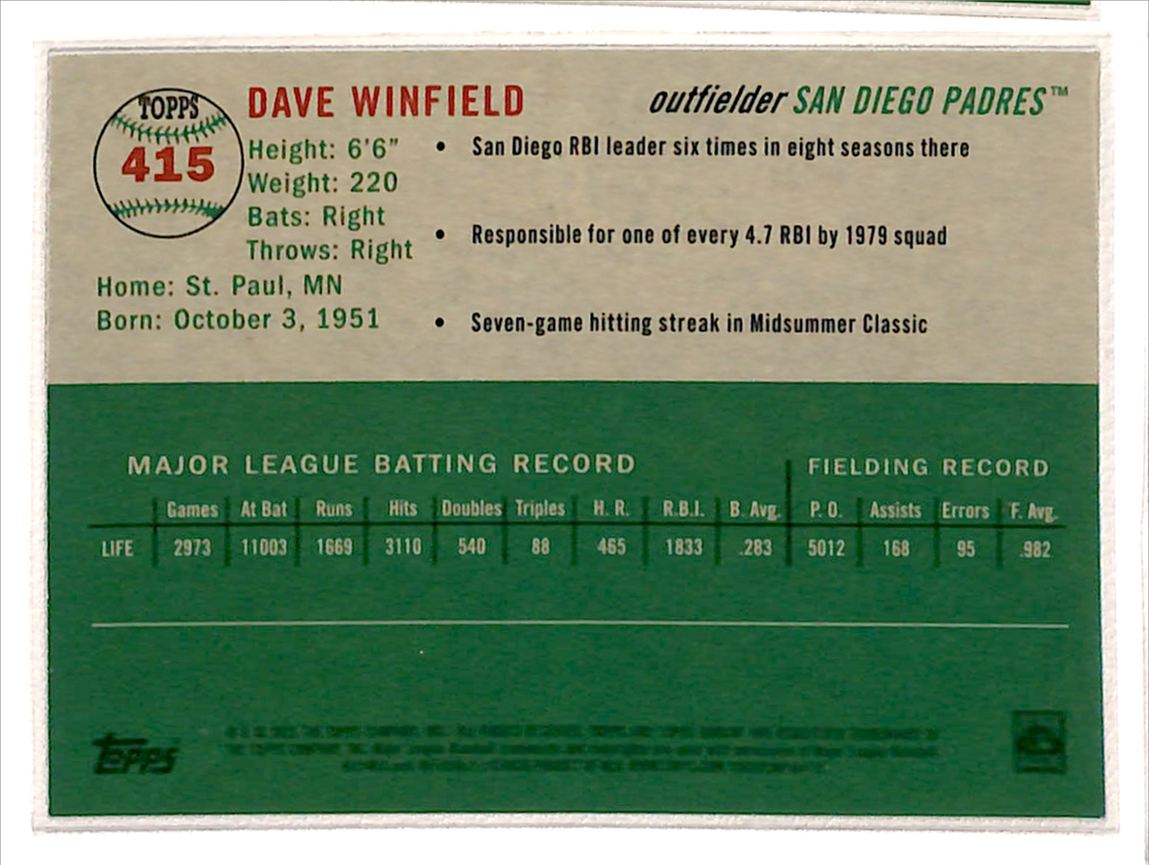 TOPPS
415
DAVE WINFIELD
outfielder SAN DIEGO PADRES™
Height: 6'6"
Weight: 220
Bats: Right
Throws: Right
Home: St. Paul, MN
Born: October 3, 1951
• San Diego RBI leader six times in eight seasons there
• Responsible for one of every 4.7 RBI by 1979 squad
• Seven-game hitting streak in Midsummer Classic
MAJOR LEAGUE BATTING RECORD FIELDING RECORD
Games At Bat Runs Hits Doubles Triples H. R. R.B.I. B. Avg. P. O. Assists Errors F. Avg.
LIFE 2973 11003 1669 3110 540 88 465 1833 .283 5012 168 95 .982
Topps